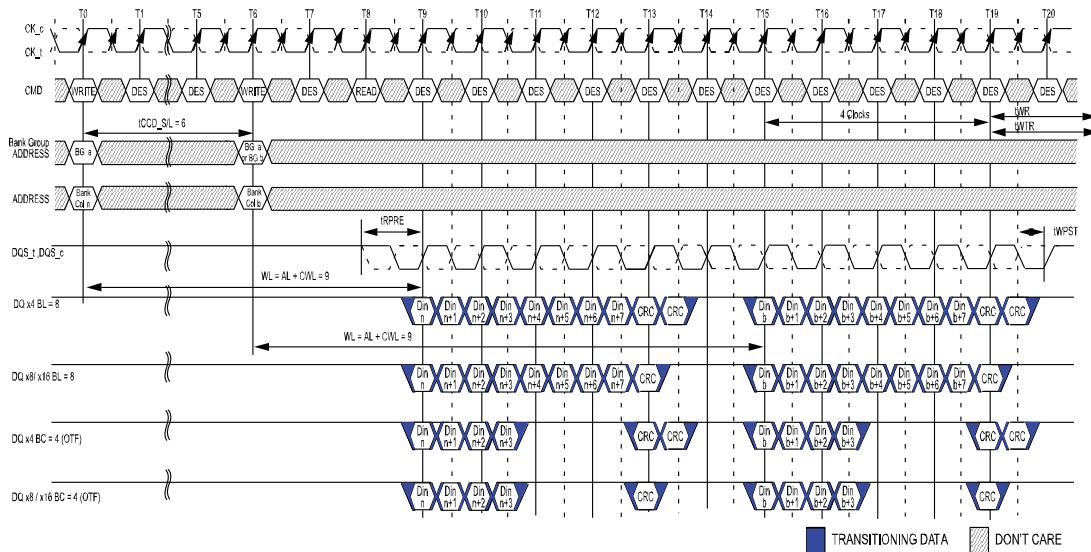 T0 T1 T5 T6 T7 T8 T9 T10 T11 T12 T13 T14 T15 T16 T17 T18 T19 T20
CK_c
CK_t
CMD WRITE DES DES WRITE DES READ DES DES DES DES DES DES DES DES DES DES DES DES
tCCD_S/L = 6 4 Clocks tWR
tWTR
Bank Group
ADDRESS BG a BG a
or BG b
ADDRESS Bank
Col n Bank
Col b
tRPRE tWPST
DQS_t ,DQS_c
WL = AL + CWL = 9
DQ x4 BL = 8 Din
n Din
n+1 Din
n+2 Din
n+3 Din
n+4 Din
n+5 Din
n+6 Din
n+7 CRC CRC Din
b Din
b+1 Din
b+2 Din
b+3 Din
b+4 Din
b+5 Din
b+6 Din
b+7 CRC CRC
WL = AL + CWL = 9
DQ x8/ x16 BL = 8 Din
n Din
n+1 Din
n+2 Din
n+3 Din
n+4 Din
n+5 Din
n+6 Din
n+7 CRC Din
b Din
b+1 Din
b+2 Din
b+3 Din
b+4 Din
b+5 Din
b+6 Din
b+7 CRC
DQ x4 BC = 4 (OTF) Din
n Din
n+1 Din
n+2 Din
n+3 CRC CRC Din
b Din
b+1 Din
b+2 Din
b+3 CRC CRC
DQ x8 / x16 BC = 4 (OTF) Din
n Din
n+1 Din
n+2 Din
n+3 CRC Din
b Din
b+1 Din
b+2 Din
b+3 CRC
TRANSITIONING DATA DON'T CARE